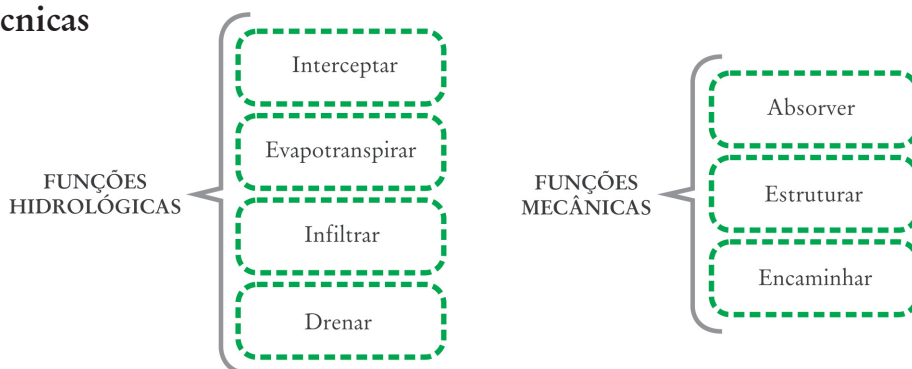 cnicas
FUNÇÕES
HIDROLÓGICAS
Interceptar
Evapotranspirar
Infiltrar
Drenar
FUNÇÕES
MECÂNICAS
Absorver
Estruturar
Encaminhar